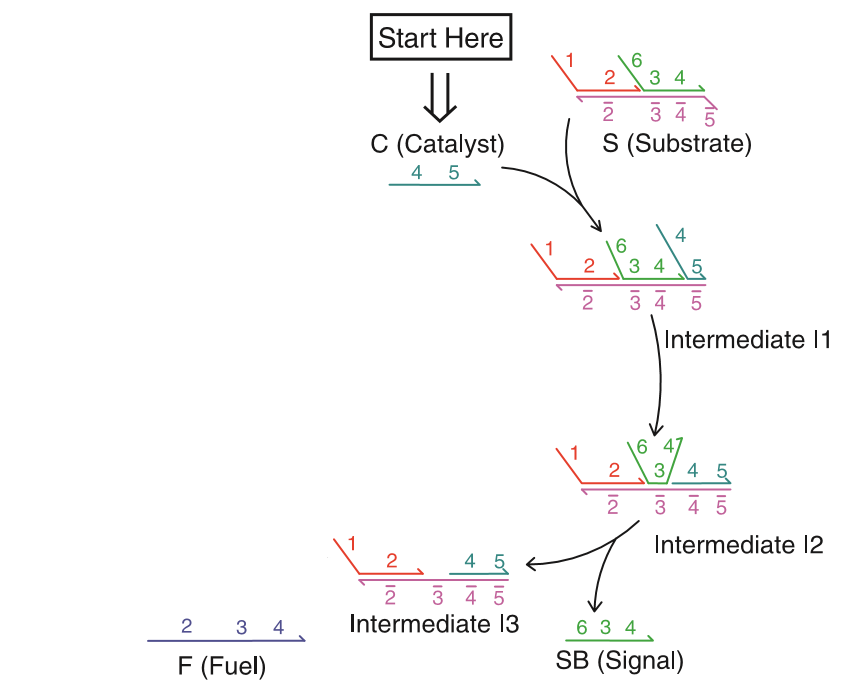 Start Here
1 2 6 3 4
2̅ 3̅ 4̅ 5̅
C (Catalyst)
S (Substrate)
4 5
1 2 6 3 4 4 5
2̅ 3̅ 4̅ 5̅
Intermediate I1
1 2 6 3 4 4 5
2̅ 3̅ 4̅ 5̅
Intermediate I2
1 2 4 5
2̅ 3̅ 4̅ 5̅
Intermediate I3
2 3 4
F (Fuel)
6 3 4
SB (Signal)